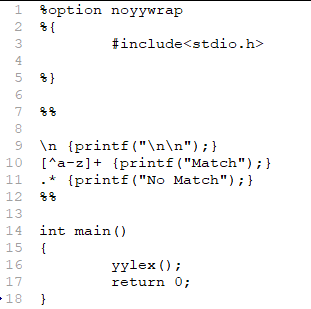 1 %option noyywrap
2 %{
3 #include<stdio.h>
4
5 %}
6
7 %%
8
9 \n {printf("\n\n");}
10 [^a-z]+ {printf("Match");}
11 .* {printf("No Match");}
12 %%
13
14 int main()
15 {
16 yylex();
17 return 0;
18 }